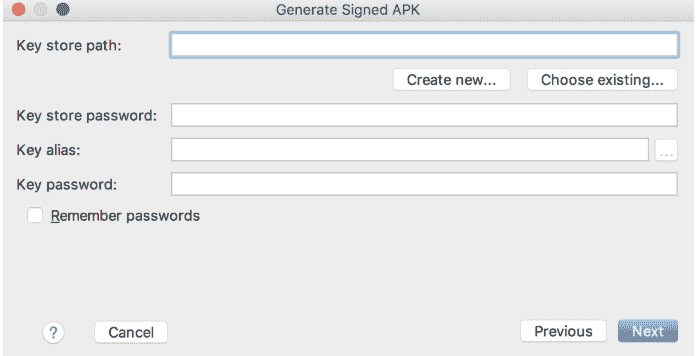 Generate Signed APK
Key store path:
Create new... Choose existing...
Key store password:
Key alias:
...
Key password:
Remember passwords
? Cancel Previous Next